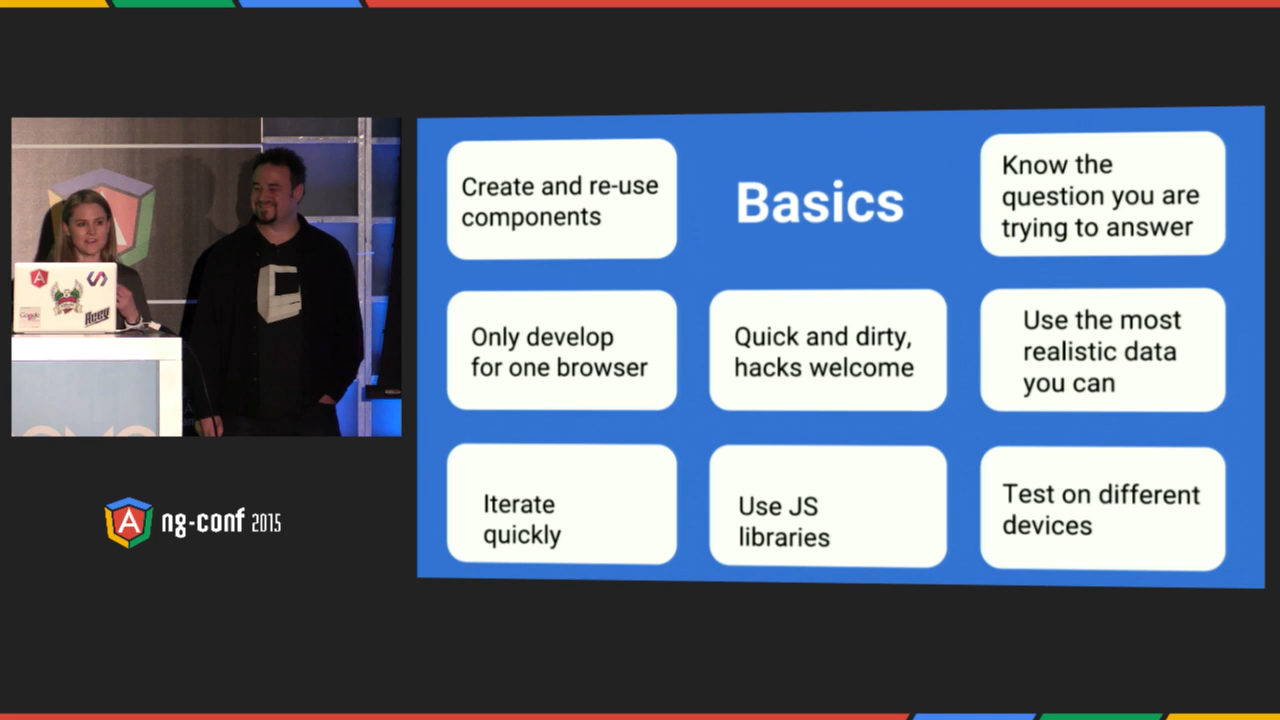 Create and re-use
components
Basics
Know the
question you are
trying to answer
Only develop
for one browser
Quick and dirty,
hacks welcome
Use the most
realistic data
you can
Iterate
quickly
Use JS
libraries
Test on different
devices
A
ng-conf 2015